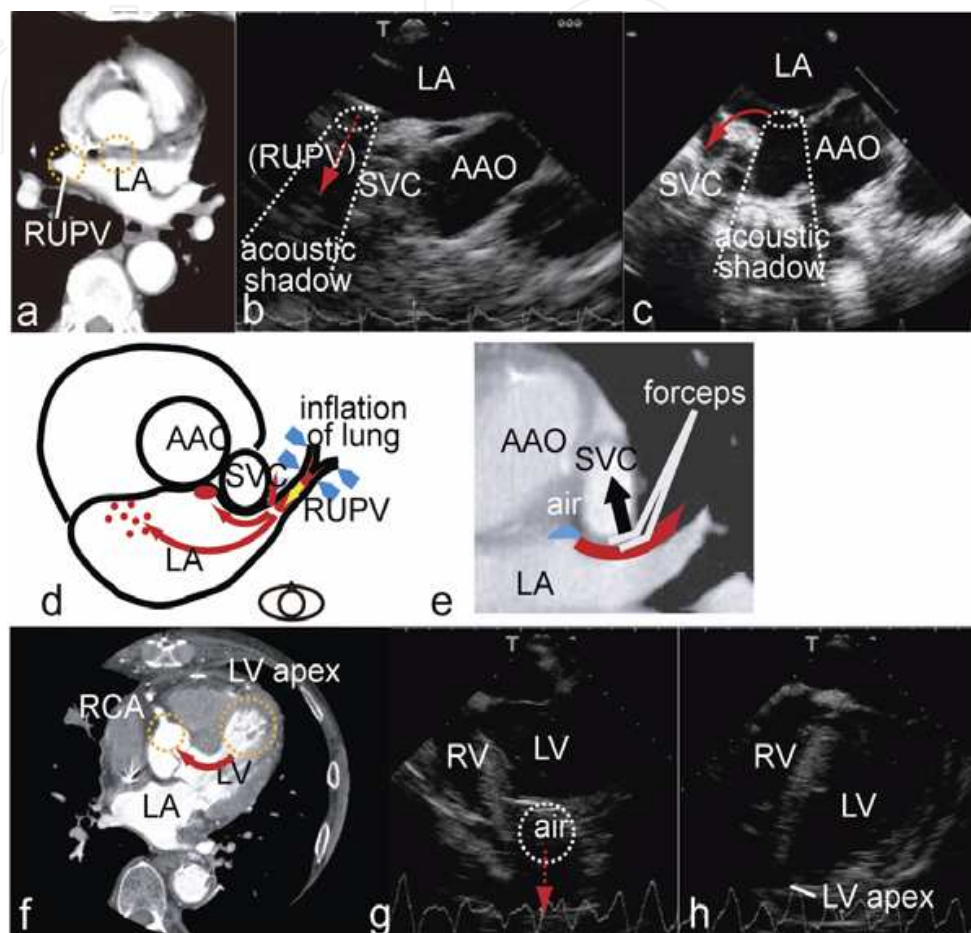 LA
RUPV
a
T
LA
(RUPV)
SVC
AAO
acoustic
shadow
b
LA
AAO
SVC
acoustic
shadow
c
AAO
SVC
inflation
of lung
RUPV
LA
d
forceps
AAO
SVC
air
LA
e
LV apex
RCA
LV
LA
f
T
RV
LV
air
g
T
RV
LV
LV apex
h